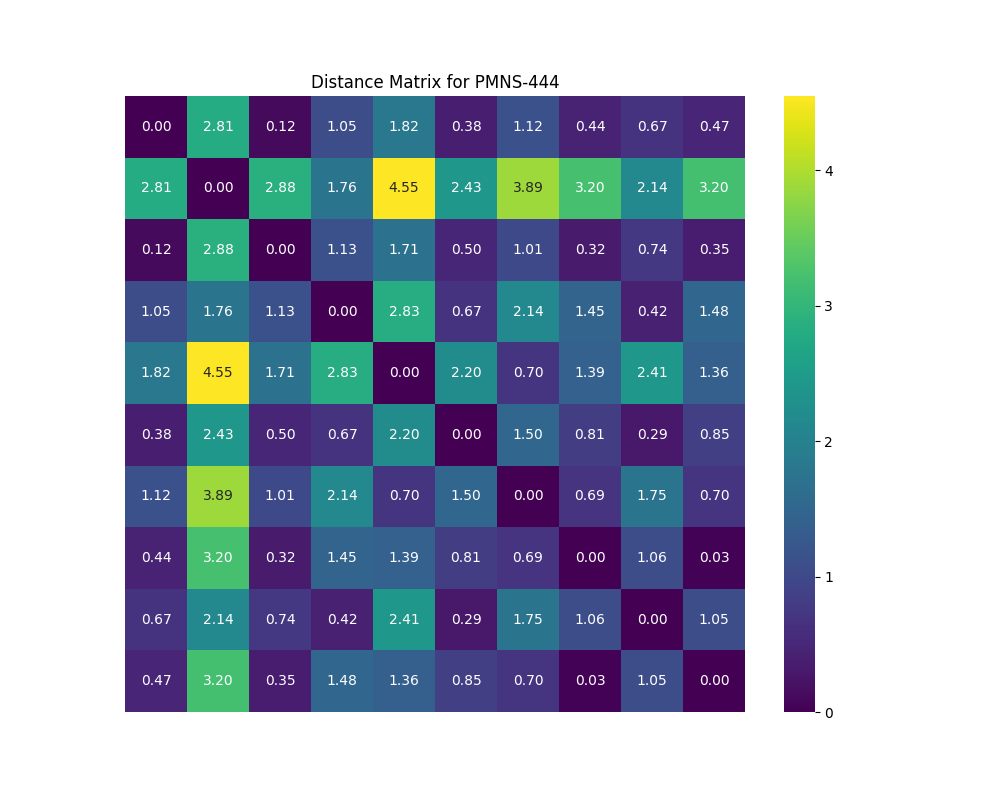 Distance Matrix for PMNS-444
0.00 2.81 0.12 1.05 1.82 0.38 1.12 0.44 0.67 0.47
2.81 0.00 2.88 1.76 4.55 2.43 3.89 3.20 2.14 3.20
0.12 2.88 0.00 1.13 1.71 0.50 1.01 0.32 0.74 0.35
1.05 1.76 1.13 0.00 2.83 0.67 2.14 1.45 0.42 1.48
1.82 4.55 1.71 2.83 0.00 2.20 0.70 1.39 2.41 1.36
0.38 2.43 0.50 0.67 2.20 0.00 1.50 0.81 0.29 0.85
1.12 3.89 1.01 2.14 0.70 1.50 0.00 0.69 1.75 0.70
0.44 3.20 0.32 1.45 1.39 0.81 0.69 0.00 1.06 0.03
0.67 2.14 0.74 0.42 2.41 0.29 1.75 1.06 0.00 1.05
0.47 3.20 0.35 1.48 1.36 0.85 0.70 0.03 1.05 0.00
4
3
2
1
0